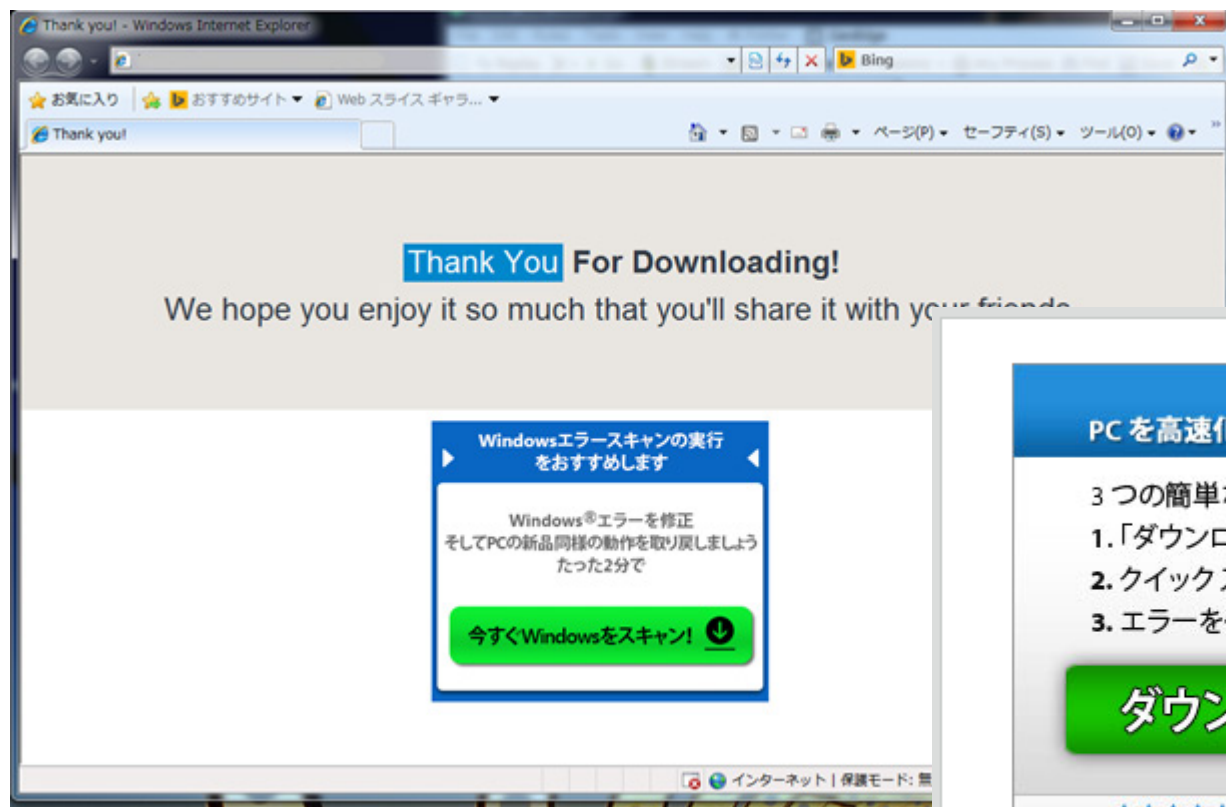 Thank you! - Windows Internet Explorer
Bing
お気に入り おすすめサイト Web スライス ギャラ...
Thank you!
ページ(P) セーフティ(S) ツール(O)
Thank You For Downloading!
We hope you enjoy it so much that you'll share it with your friends
Windowsエラースキャンの実行
をおすすめします
Windows®エラーを修正
そしてPCの新品同様の動作を取り戻しましょう
たった2分で
今すぐWindowsをスキャン!
インターネット | 保護モード: 無
PC を高速
3 つの簡単
1.「ダウンロ
2. クイック
3. エラーを
ダウン